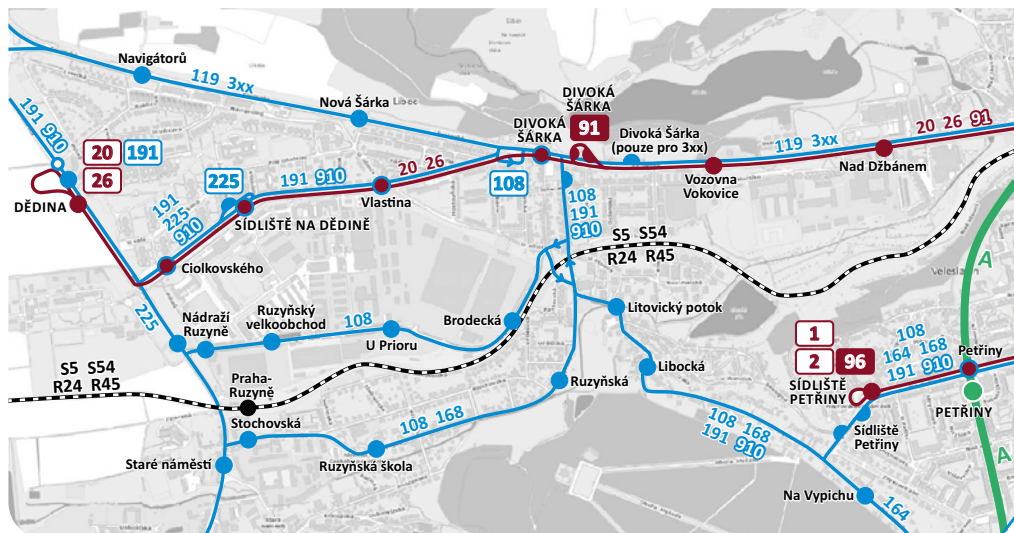 Navigátorů
119 3xx
Nová Šárka
Liboc
DIVOKÁ
ŠÁRKA
91
DIVOKÁ
ŠÁRKA
Divoká Šárka
(pouze pro 3xx)
119 3xx
20 26 91
Vozovna
Vokovice
Nad Džbánem
191 910
20 191
26
DĚDINA
225
191 910
20 26
108
Vlastina
SÍDLIŠTĚ NA DĚDINĚ
191
225
910
Ciolkovského
108
191
910
S5 S54
R24 R45
Veleslavín
A
225
Nádraží
Ruzyně
Ruzyňský
velkoobchod
108
U Prioru
Brodecká
Litovický potok
Libocká
1
2 96
SÍDLIŠTĚ
PETŘINY
108
164 168
191 910
Petřiny
PETŘINY
S5 S54
R24 R45
Praha-
Ruzyně
Stochovská
108 168
Ruzyňská
Ruzyňská škola
Staré náměstí
108 168
191 910
Sídliště
Petřiny
A
Na Vypichu
164